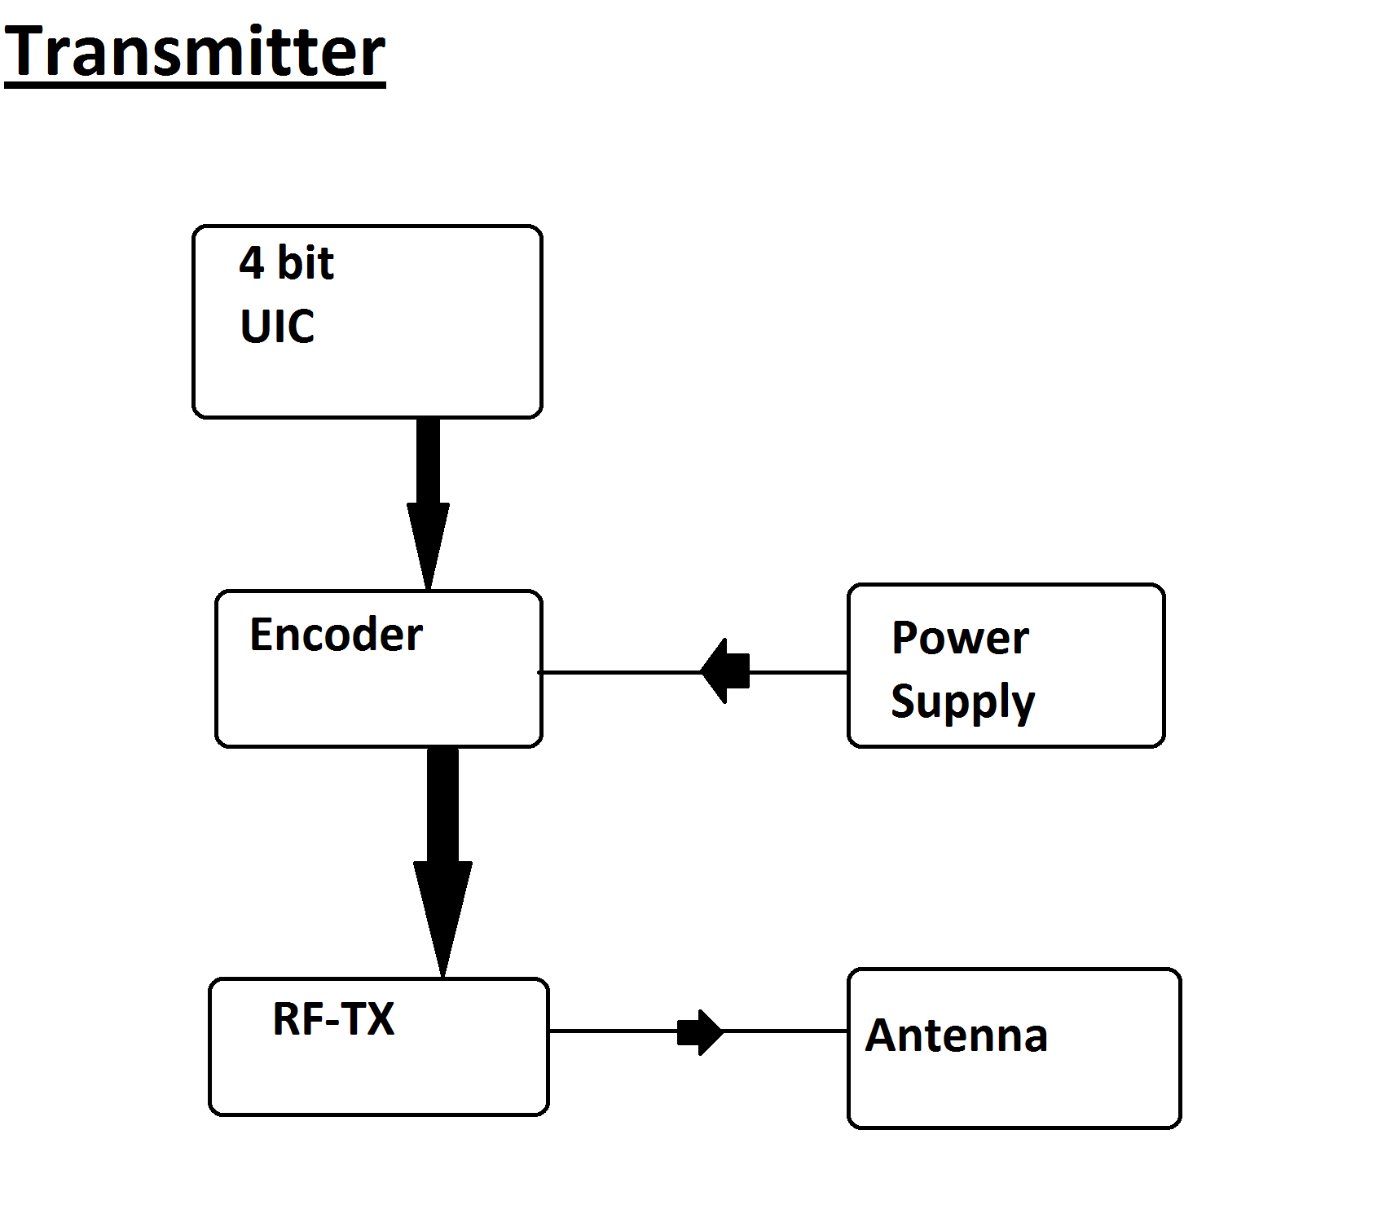 Transmitter
4 bit
UIC
Encoder
Power
Supply
RF-TX
Antenna